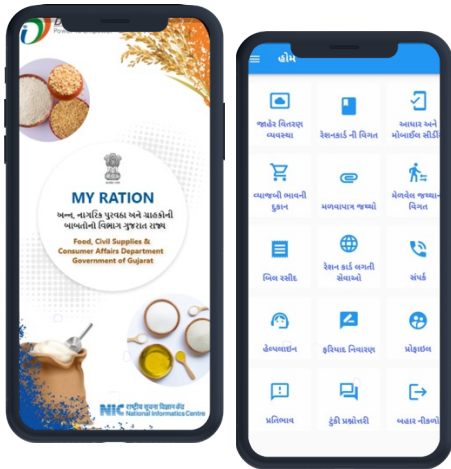 MY RATION
અન્ન, નાગરિક પુરવઠા અને ગ્રાહકોની
બાબતોનો વિભાગ ગુજરાત રાજ્ય
Food, Civil Supplies &
Consumer Affairs Department
Government of Gujarat
NIC राष्ट्रीय सूचना विज्ञान केंद्र
National Informatics Centre
હોમ
જાહેર વિતરણ
વ્યવસ્થા
રેશનકાર્ડ ની વિગત
આધાર અને
મોબાઈલ સીડીં
વ્યાજબી ભાવની
દુકાન
મળવાપાત્ર જથ્થો
મેળવેલ જથ્થાન
વિગત
બિલ રસીદ
રેશન કાર્ડ લગતી
સેવાઓ
સંપર્ક
હેલ્પલાઇન
ફરિયાદ નિવારણ
પ્રોફાઇલ
પ્રતિભાવ
ટુંકી પ્રશ્નોત્તરી
બહાર નીકળો